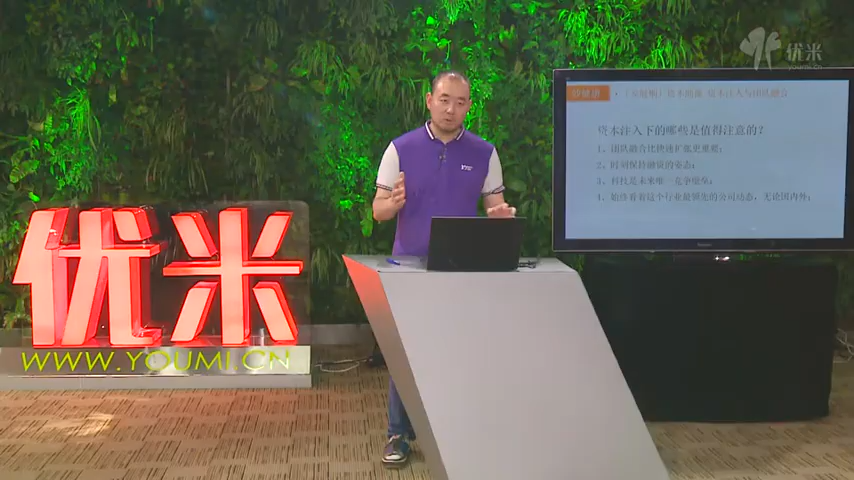 优米
YOUMI.CN
资本注入下的哪些是值得注意的？
1、团队融合比快速扩张更重要；
2、时刻保持融资的姿态；
3、科技是未来唯一竞争壁垒；
4、始终看着这个行业最领先的公司动态，无论国内外；
优米
WWW.YOUMI.CN